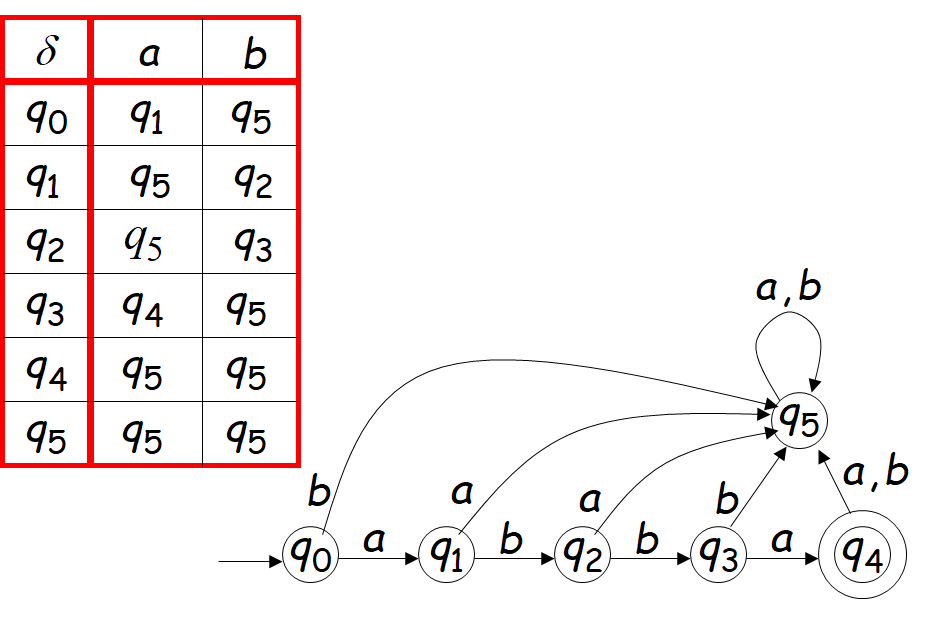 δ a b
q0 q1 q5
q1 q5 q2
q2 q5 q3
q3 q4 q5
q4 q5 q5
q5 q5 q5
a,b
q5
b a a b a,b
q0 a q1 b q2 b q3 a q4